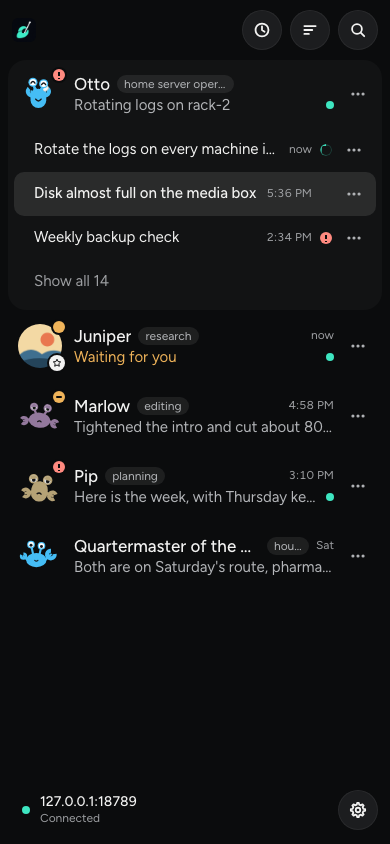 Otto home server oper...
Rotating logs on rack-2
Rotate the logs on every machine i... now
Disk almost full on the media box 5:36 PM
Weekly backup check 2:34 PM
Show all 14
Juniper research now
Waiting for you
Marlow editing 4:58 PM
Tightened the intro and cut about 80...
Pip planning 3:10 PM
Here is the week, with Thursday ke...
Quartermaster of the ... hou... Sat
Both are on Saturday's route, pharma...
127.0.0.1:18789
Connected